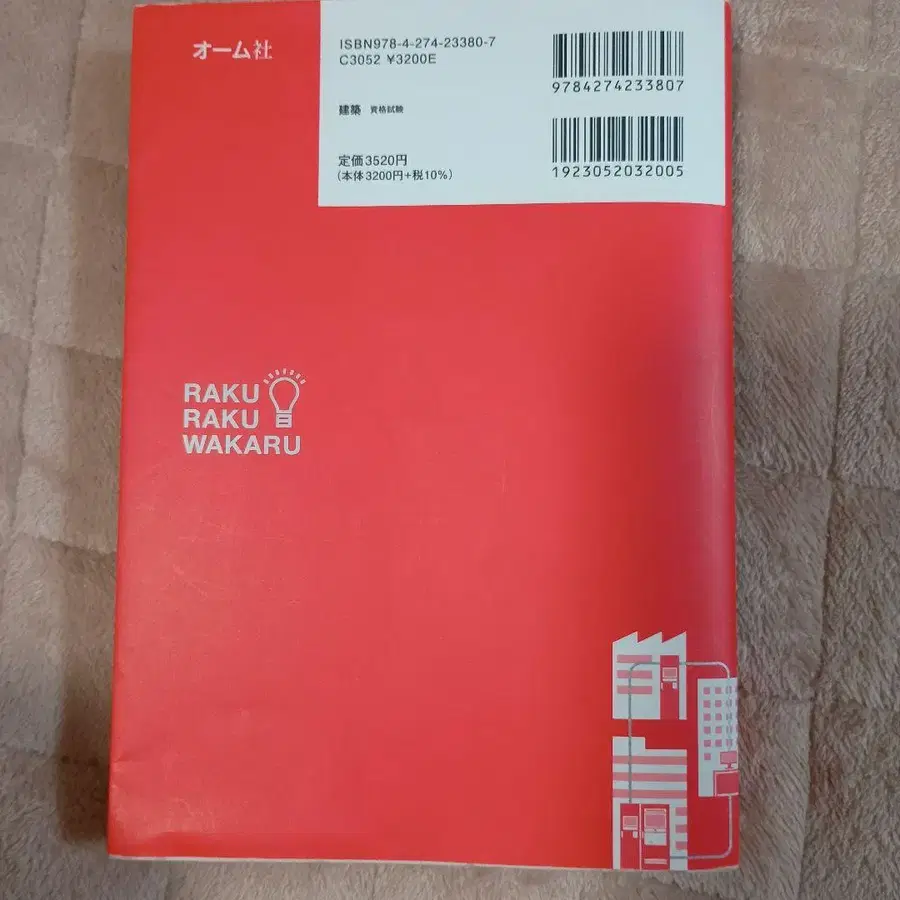 オーム社
ISBN978-4-274-23380-7
C3052 ¥3200E
建築 資格試験
定価3520円
(本体3200円+税10%)
9784274233807
1923052032005
RAKU
RAKU
WAKARU